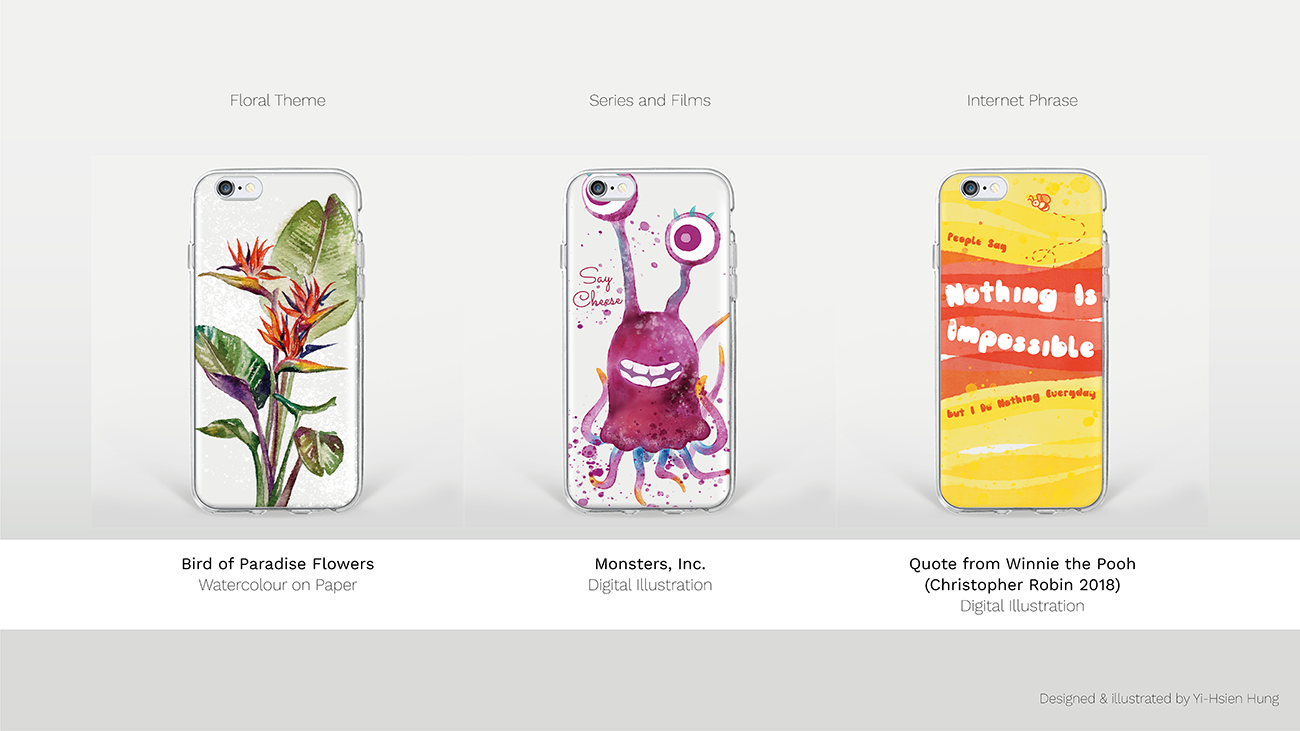 Floral Theme
Series and Films
Internet Phrase
Say
Cheese
People Say
Nothing Is
Impossible
but I Do Nothing Everyday
Bird of Paradise Flowers
Watercolour on Paper
Monsters, Inc.
Digital Illustration
Quote from Winnie the Pooh
(Christopher Robin 2018)
Digital Illustration
Designed & illustrated by Yi-Hsien Hung